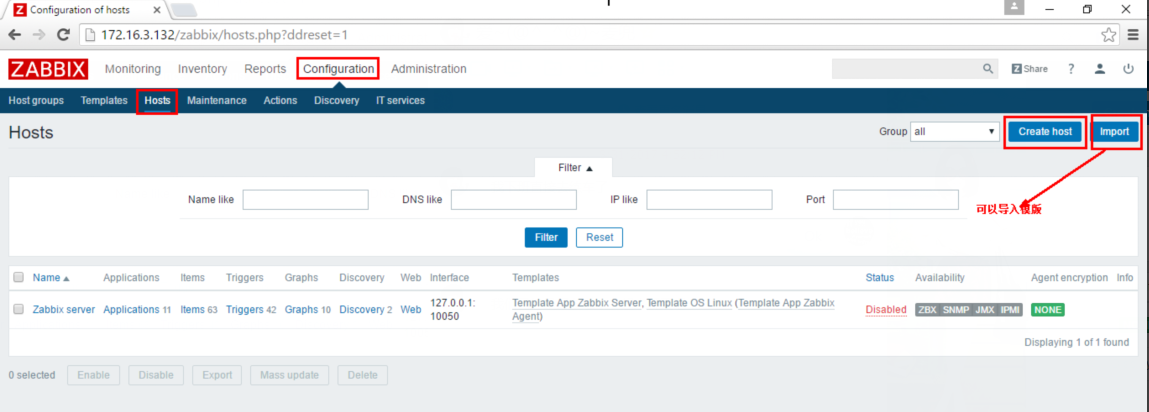 Z Configuration of hosts
172.16.3.132/zabbix/hosts.php?ddreset=1
ZABBIX Monitoring Inventory Reports Configuration Administration Z Share ?
Host groups Templates Hosts Maintenance Actions Discovery IT services
Hosts Group all Create host Import
Filter
Name like DNS like IP like Port
可以导入模版
Filter Reset
Name Applications Items Triggers Graphs Discovery Web Interface Templates Status Availability Agent encryption Info
Zabbix server Applications 11 Items 63 Triggers 42 Graphs 10 Discovery 2 Web 127.0.0.1: Template App Zabbix Server, Template OS Linux (Template App Zabbix Disabled ZBX SNMP JMX IPMI NONE
10050 Agent)
Displaying 1 of 1 found
0 selected Enable Disable Export Mass update Delete